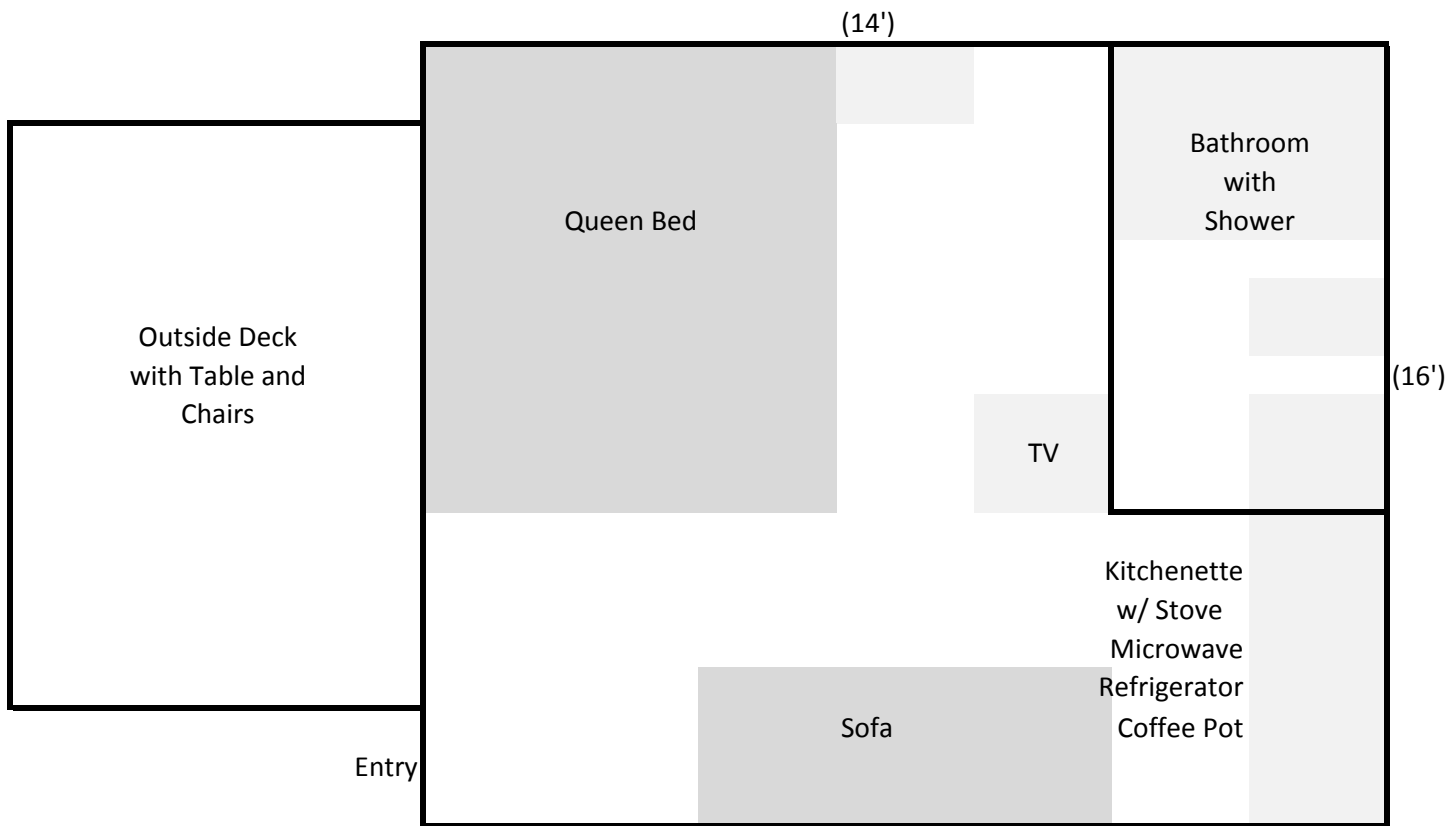 (14')
Bathroom
with
Shower
Queen Bed
Outside Deck
with Table and
Chairs
(16')
TV
Kitchenette
w/ Stove
Microwave
Refrigerator
Coffee Pot
Sofa
Entry